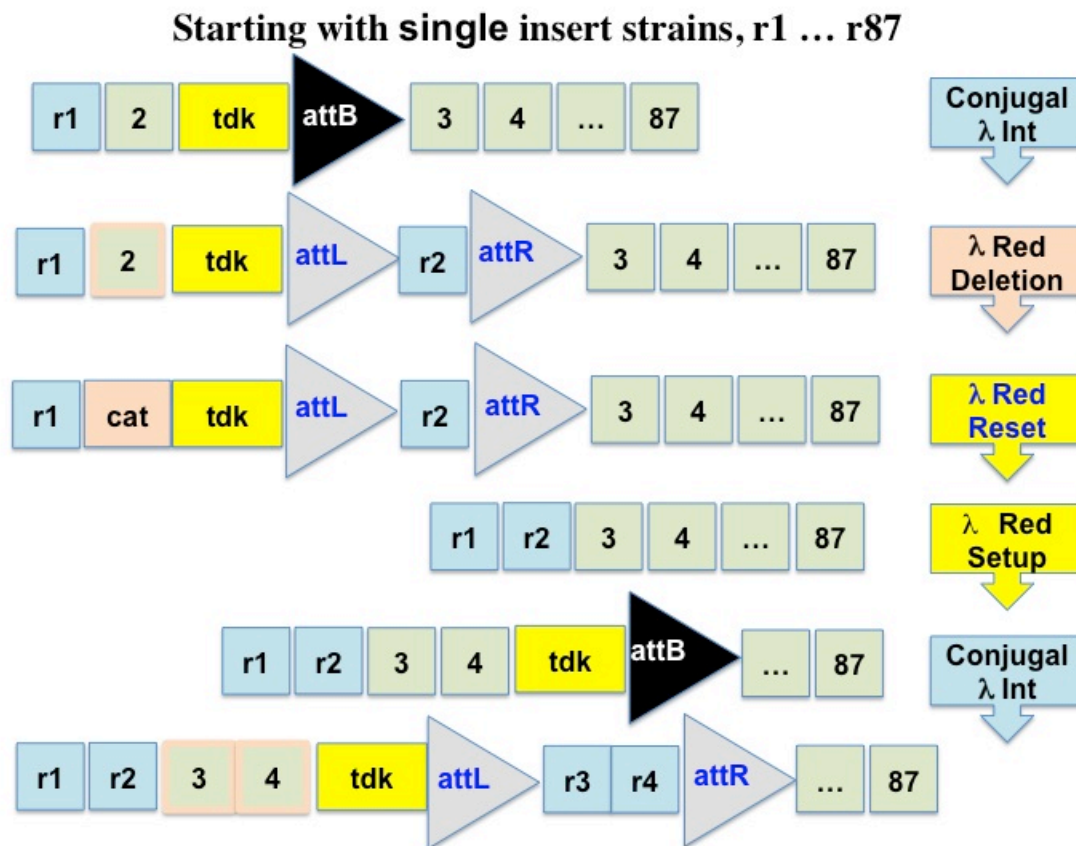 Starting with single insert strains, r1 ... r87
r1 2 tdk attB 3 4 ... 87
Conjugal
λ Int
r1 2 tdk attL r2 attR 3 4 ... 87
λ Red
Deletion
r1 cat tdk attL r2 attR 3 4 ... 87
λ Red
Reset
r1 r2 3 4 ... 87
λ Red
Setup
r1 r2 3 4 tdk attB ... 87
Conjugal
λ Int
r1 r2 3 4 tdk attL r3 r4 attR ... 87